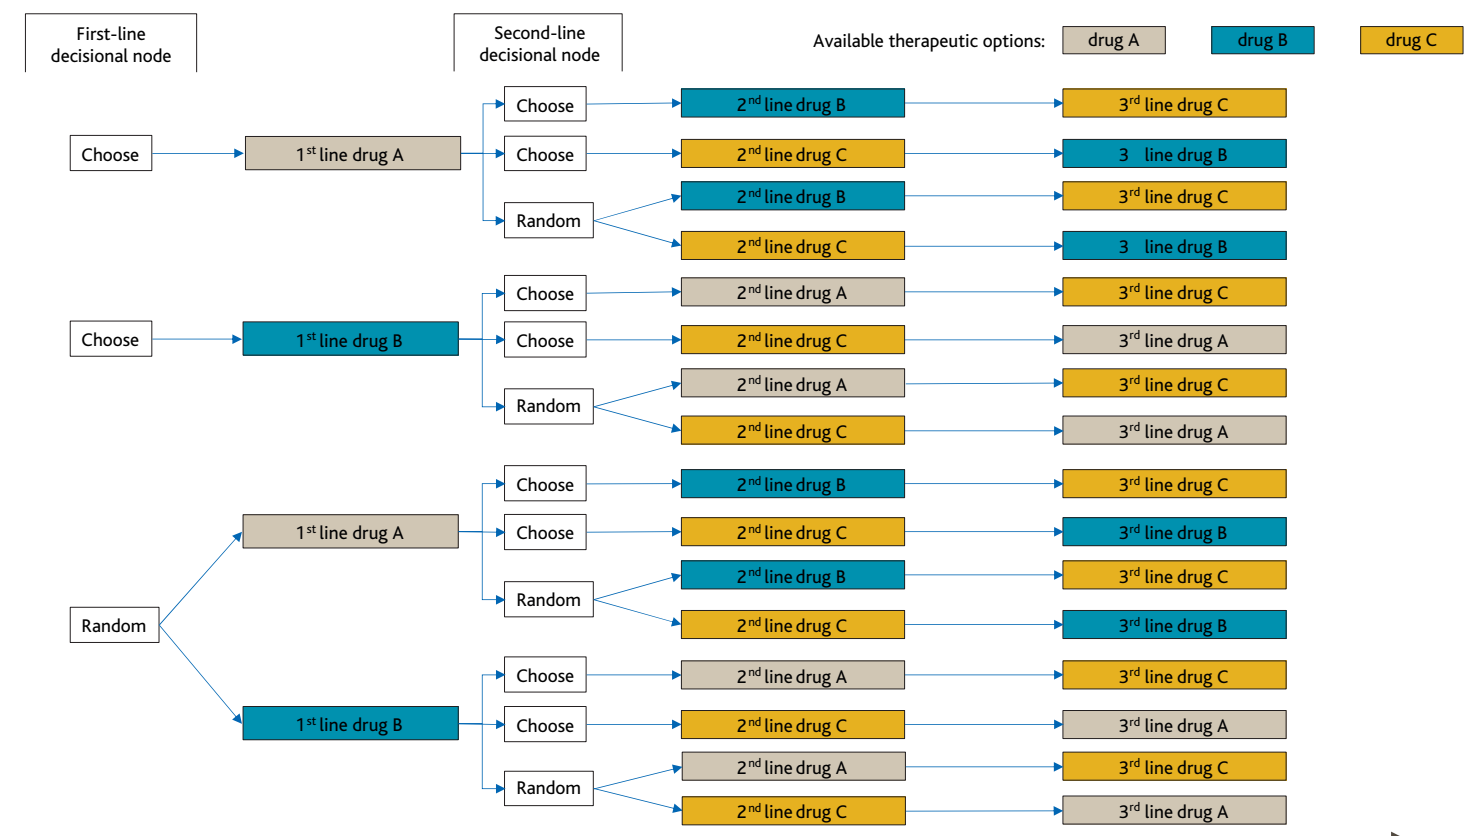 First-line
decisional node
Second-line
decisional node
Available therapeutic options:
drug A
drug B
drug C
Choose
1st line drug A
Choose
2nd line drug B
3rd line drug C
Choose
2nd line drug C
3 line drug B
Random
2nd line drug B
3rd line drug C
2nd line drug C
3 line drug B
Choose
1st line drug B
Choose
2nd line drug A
3rd line drug C
Choose
2nd line drug C
3rd line drug A
Random
2nd line drug A
3rd line drug C
2nd line drug C
3rd line drug A
Random
1st line drug A
Choose
2nd line drug B
3rd line drug C
Choose
2nd line drug C
3rd line drug B
Random
2nd line drug B
3rd line drug C
2nd line drug C
3rd line drug B
1st line drug B
Choose
2nd line drug A
3rd line drug C
Choose
2nd line drug C
3rd line drug A
Random
2nd line drug A
3rd line drug C
2nd line drug C
3rd line drug A